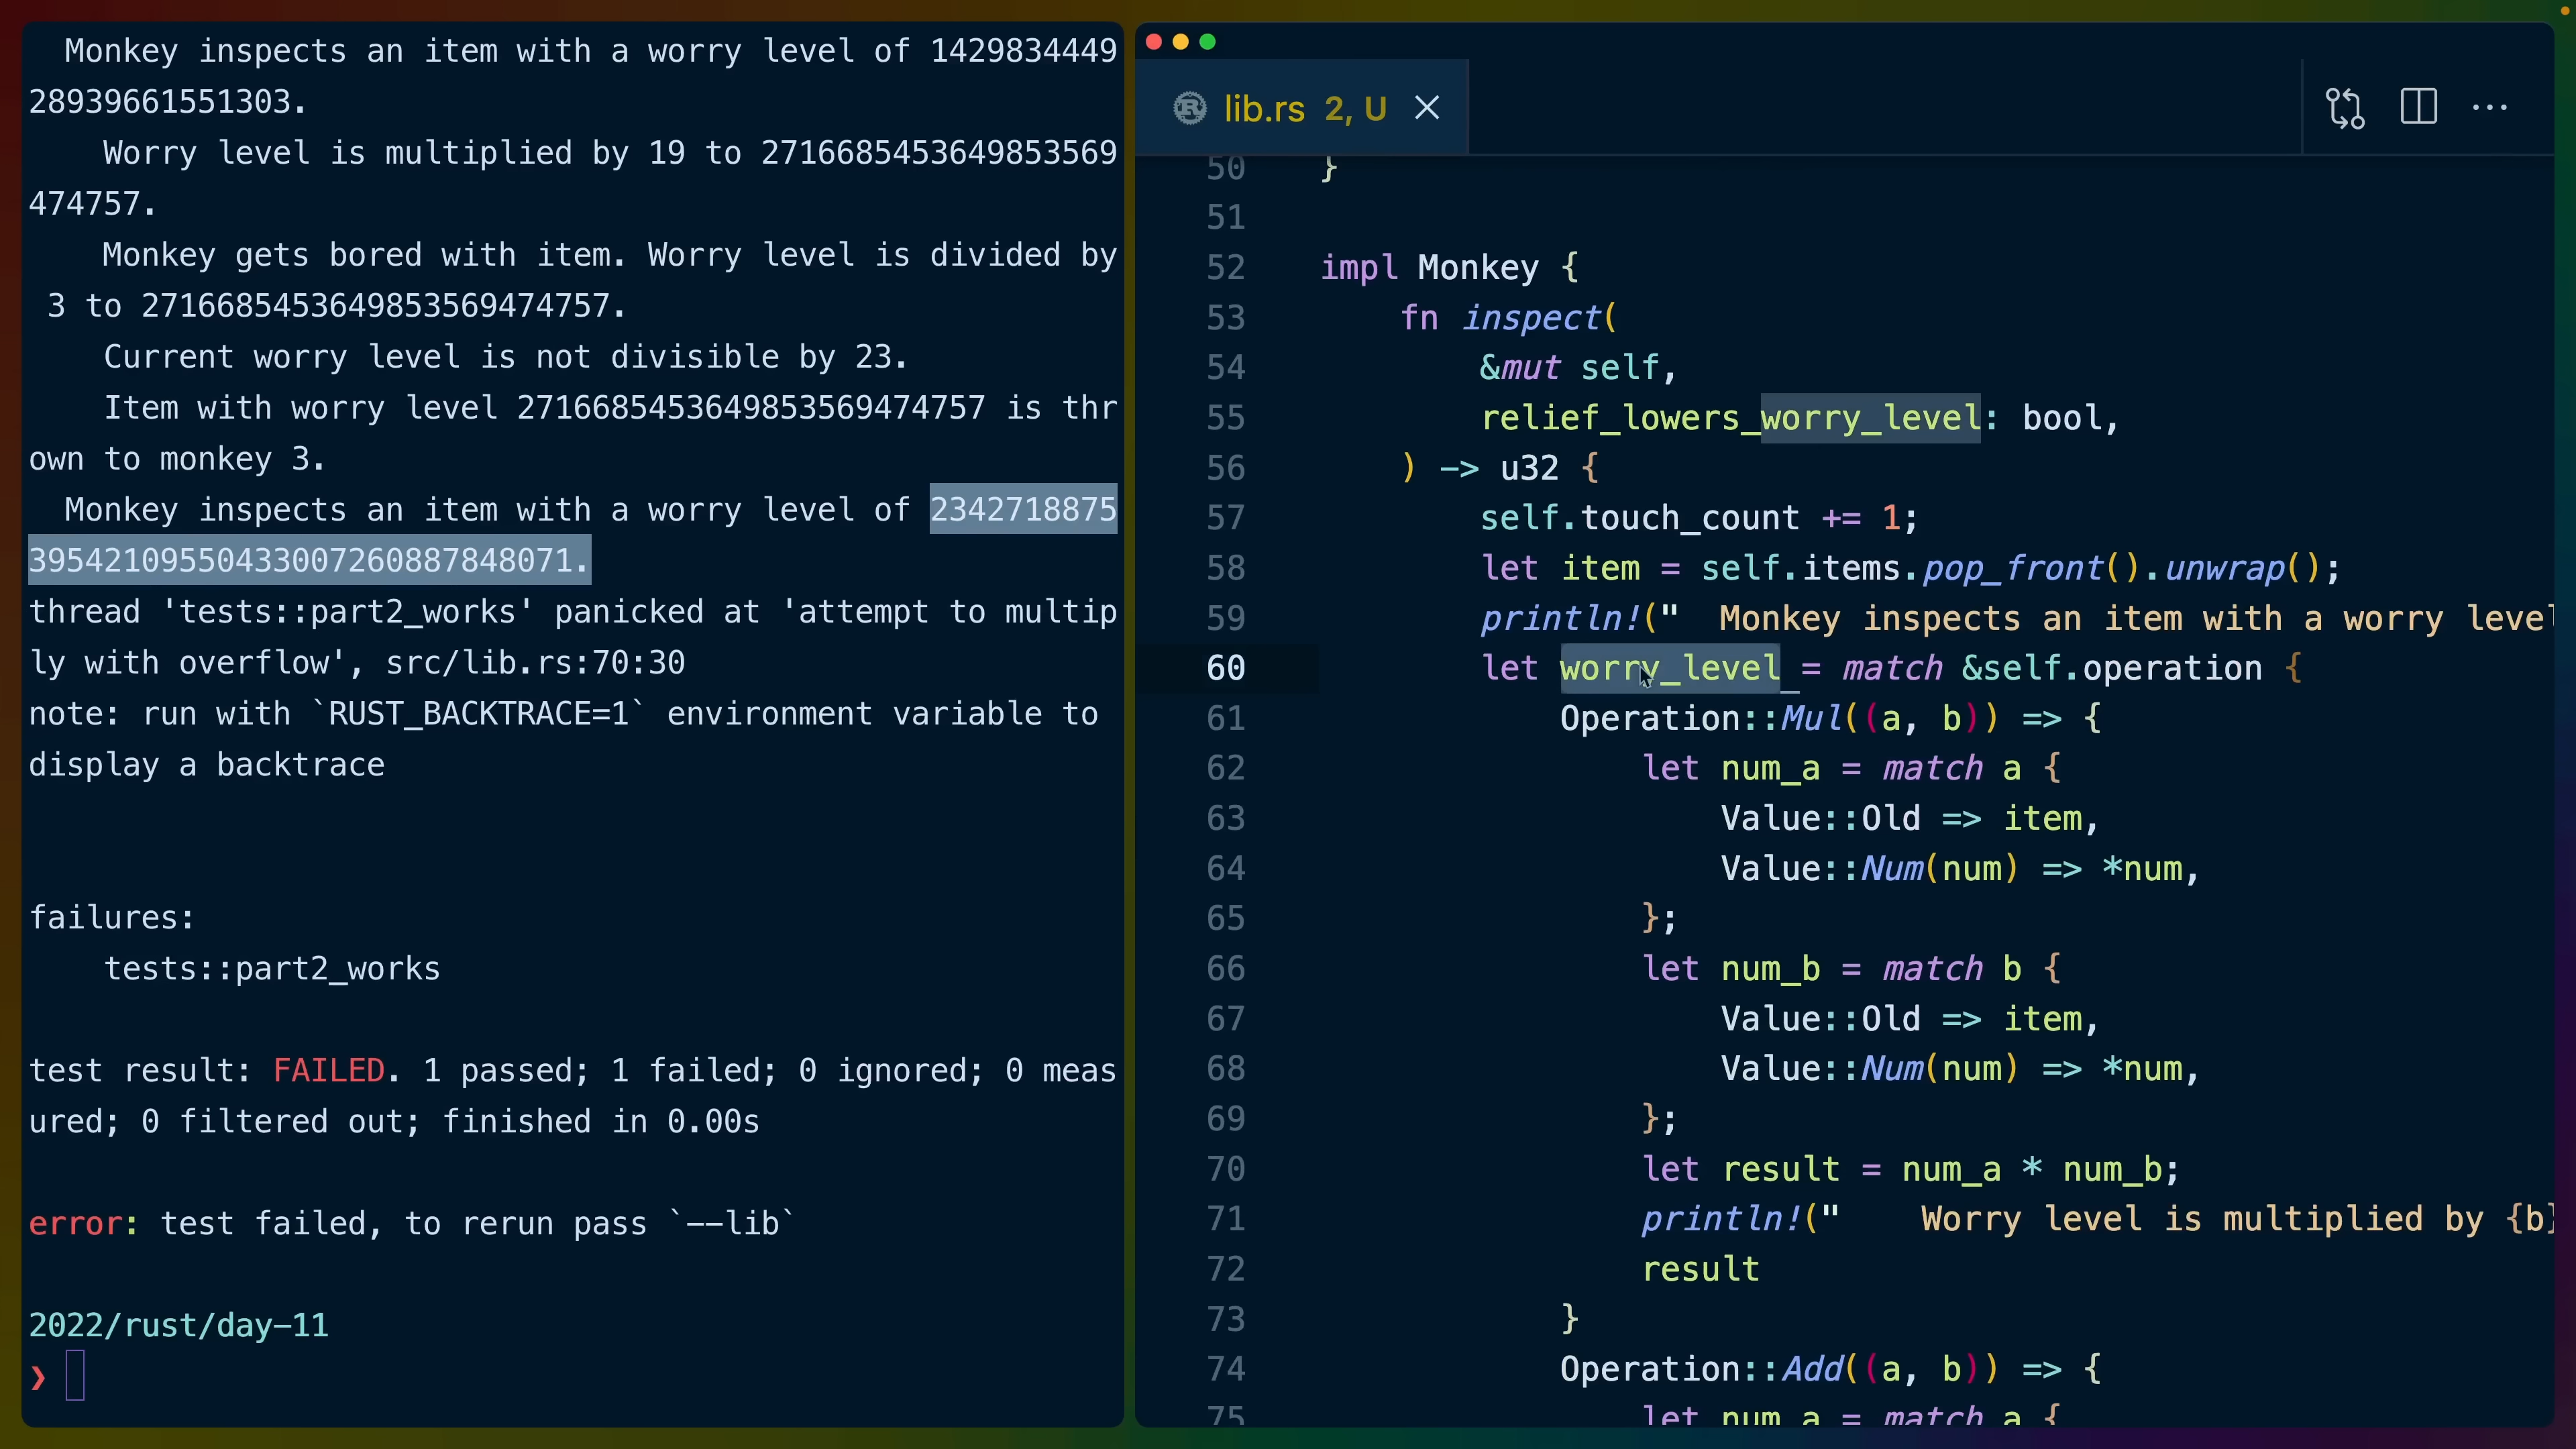 Monkey inspects an item with a worry level of 1429834449
28939661551303.
    Worry level is multiplied by 19 to 2716685453649853569
474757.
    Monkey gets bored with item. Worry level is divided by
 3 to 2716685453649853569474757.
    Current worry level is not divisible by 23.
    Item with worry level 2716685453649853569474757 is thr
own to monkey 3.
  Monkey inspects an item with a worry level of 2342718875
395421095504330072608878​48071.
thread 'tests::part2_works' panicked at 'attempt to multip
ly with overflow', src/lib.rs:70:30
note: run with `RUST_BACKTRACE=1` environment variable to
display a backtrace
failures:
    tests::part2_works
test result: FAILED. 1 passed; 1 failed; 0 ignored; 0 meas
ured; 0 filtered out; finished in 0.00s
error: test failed, to rerun pass `--lib`
2022/rust/day-11
❯
lib.rs 2, U
50 }
51
52 impl Monkey {
53     fn inspect(
54         &mut self,
55         relief_lowers_worry_level: bool,
56     ) -> u32 {
57         self.touch_count += 1;
58         let item = self.items.pop_front().unwrap();
59         println!("  Monkey inspects an item with a worry level
60         let worry_level = match &self.operation {
61             Operation::Mul((a, b)) => {
62                 let num_a = match a {
63                     Value::Old => item,
64                     Value::Num(num) => *num,
65                 };
66                 let num_b = match b {
67                     Value::Old => item,
68                     Value::Num(num) => *num,
69                 };
70                 let result = num_a * num_b;
71                 println!("    Worry level is multiplied by {b}
72                 result
73             }
74             Operation::Add((a, b)) => {
75                 let num_a = match a {